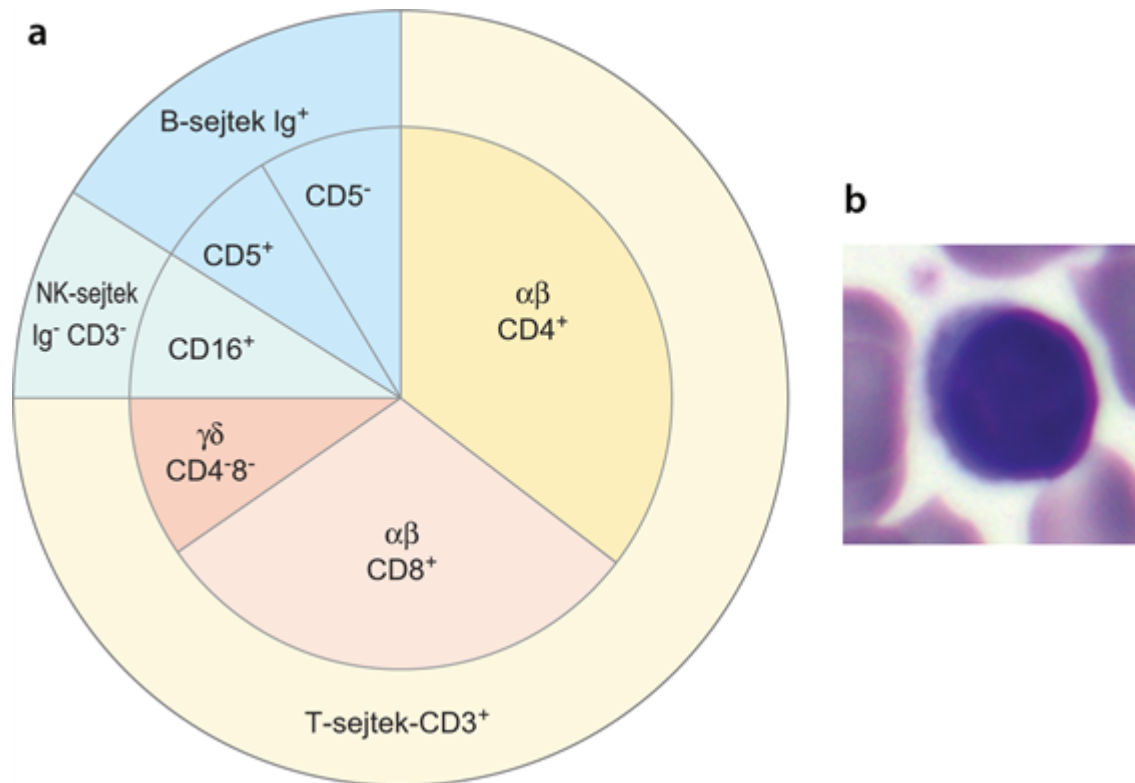 a
B-sejtek Ig⁺
CD5⁻
CD5⁺
NK-sejtek
Ig⁻ CD3⁻
CD16⁺
αβ
CD4⁺
γδ
CD4⁻8⁻
αβ
CD8⁺
T-sejtek-CD3⁺
b